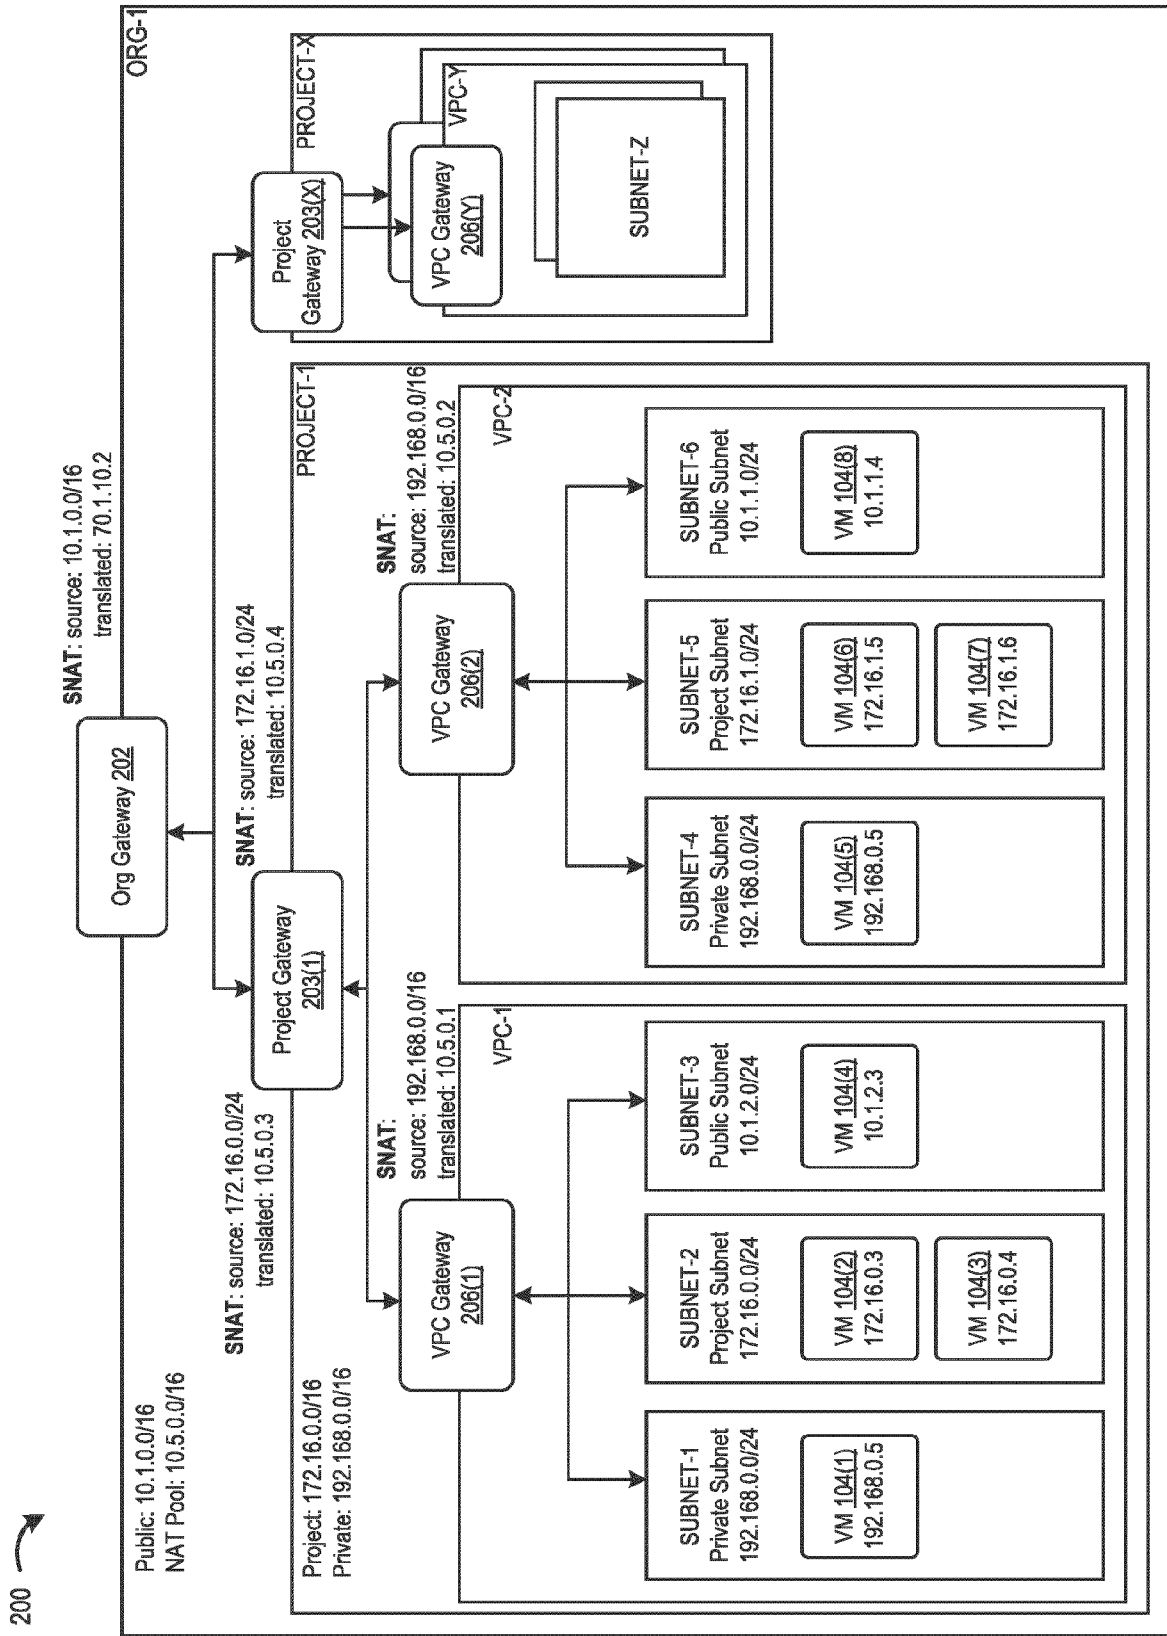 200
ORG-1
Public: 10.1.0.0/16
NAT Pool: 10.5.0.0/16
Org Gateway 202
SNAT: source: 10.1.0.0/16
translated: 70.1.10.2
SNAT: source: 172.16.0.0/24
translated: 10.5.0.3
Project Gateway
203(1)
SNAT: source: 172.16.1.0/24
translated: 10.5.0.4
PROJECT-1
Project: 172.16.0.0/16
Private: 192.168.0.0/16
VPC Gateway
206(1)
SNAT:
source: 192.168.0.0/16
translated: 10.5.0.1
VPC-1
SUBNET-1
Private Subnet
192.168.0.0/24
VM 104(1)
192.168.0.5
SUBNET-2
Project Subnet
172.16.0.0/24
VM 104(2)
172.16.0.3
VM 104(3)
172.16.0.4
SUBNET-3
Public Subnet
10.1.2.0/24
VM 104(4)
10.1.2.3
VPC Gateway
206(2)
SNAT:
source: 192.168.0.0/16
translated: 10.5.0.2
VPC-2
SUBNET-4
Private Subnet
192.168.0.0/24
VM 104(5)
192.168.0.5
SUBNET-5
Project Subnet
172.16.1.0/24
VM 104(6)
172.16.1.5
VM 104(7)
172.16.1.6
SUBNET-6
Public Subnet
10.1.1.0/24
VM 104(8)
10.1.1.4
Project
Gateway 203(X)
PROJECT-X
VPC Gateway
206(Y)
VPC-Y
SUBNET-Z